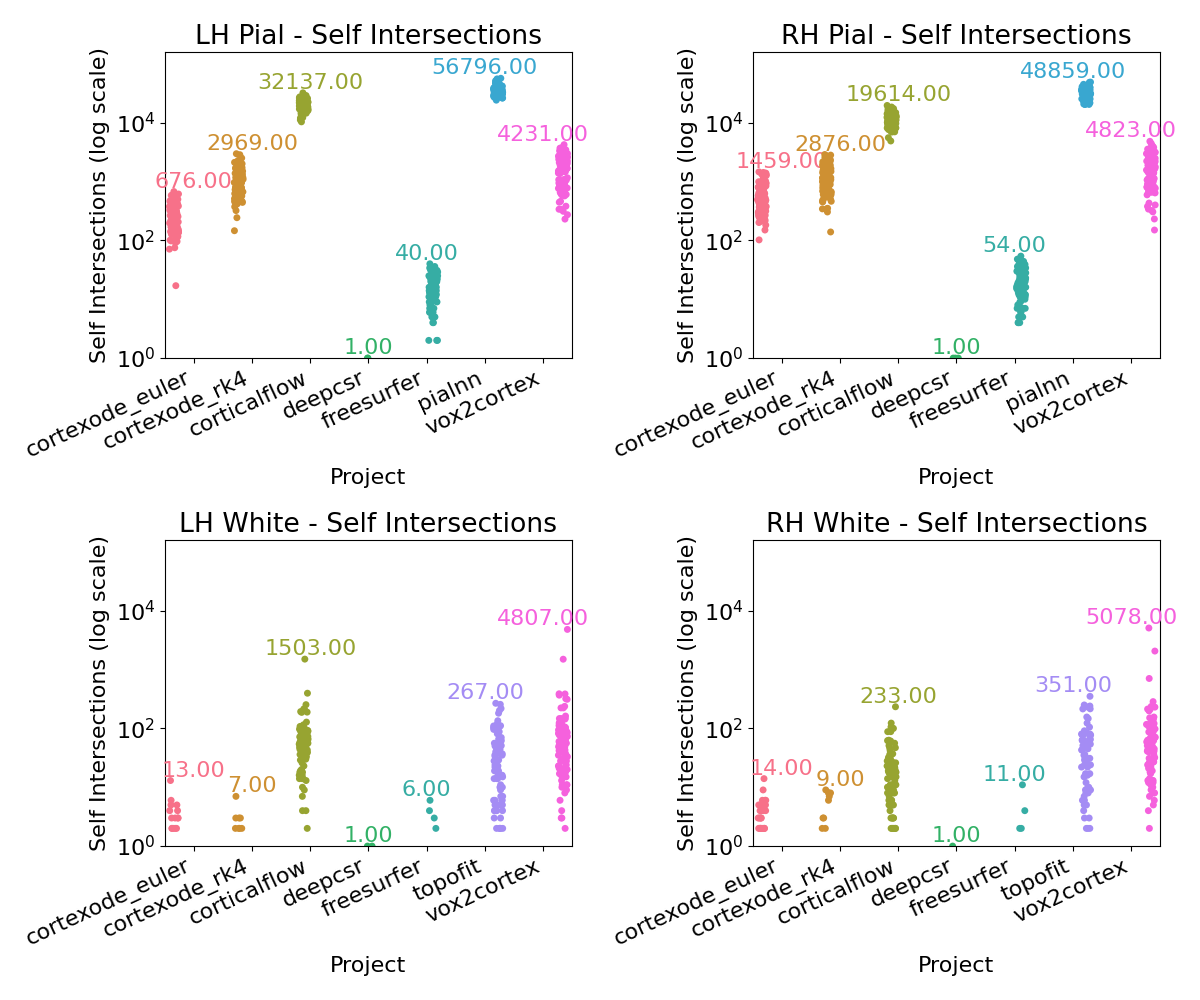 LH Pial - Self Intersections
Self Intersections (log scale)
10^4
10^2
10^0
676.00
2969.00
32137.00
1.00
40.00
56796.00
4231.00
cortexode_euler
cortexode_rk4
corticalflow
deepcsr
freesurfer
pialnn
vox2cortex
Project
RH Pial - Self Intersections
Self Intersections (log scale)
10^4
10^2
10^0
1459.00
2876.00
19614.00
1.00
54.00
48859.00
4823.00
cortexode_euler
cortexode_rk4
corticalflow
deepcsr
freesurfer
pialnn
vox2cortex
Project
LH White - Self Intersections
Self Intersections (log scale)
10^4
10^2
10^0
13.00
7.00
1503.00
1.00
6.00
267.00
4807.00
cortexode_euler
cortexode_rk4
corticalflow
deepcsr
freesurfer
topofit
vox2cortex
Project
RH White - Self Intersections
Self Intersections (log scale)
10^4
10^2
10^0
14.00
9.00
233.00
1.00
11.00
351.00
5078.00
cortexode_euler
cortexode_rk4
corticalflow
deepcsr
freesurfer
topofit
vox2cortex
Project